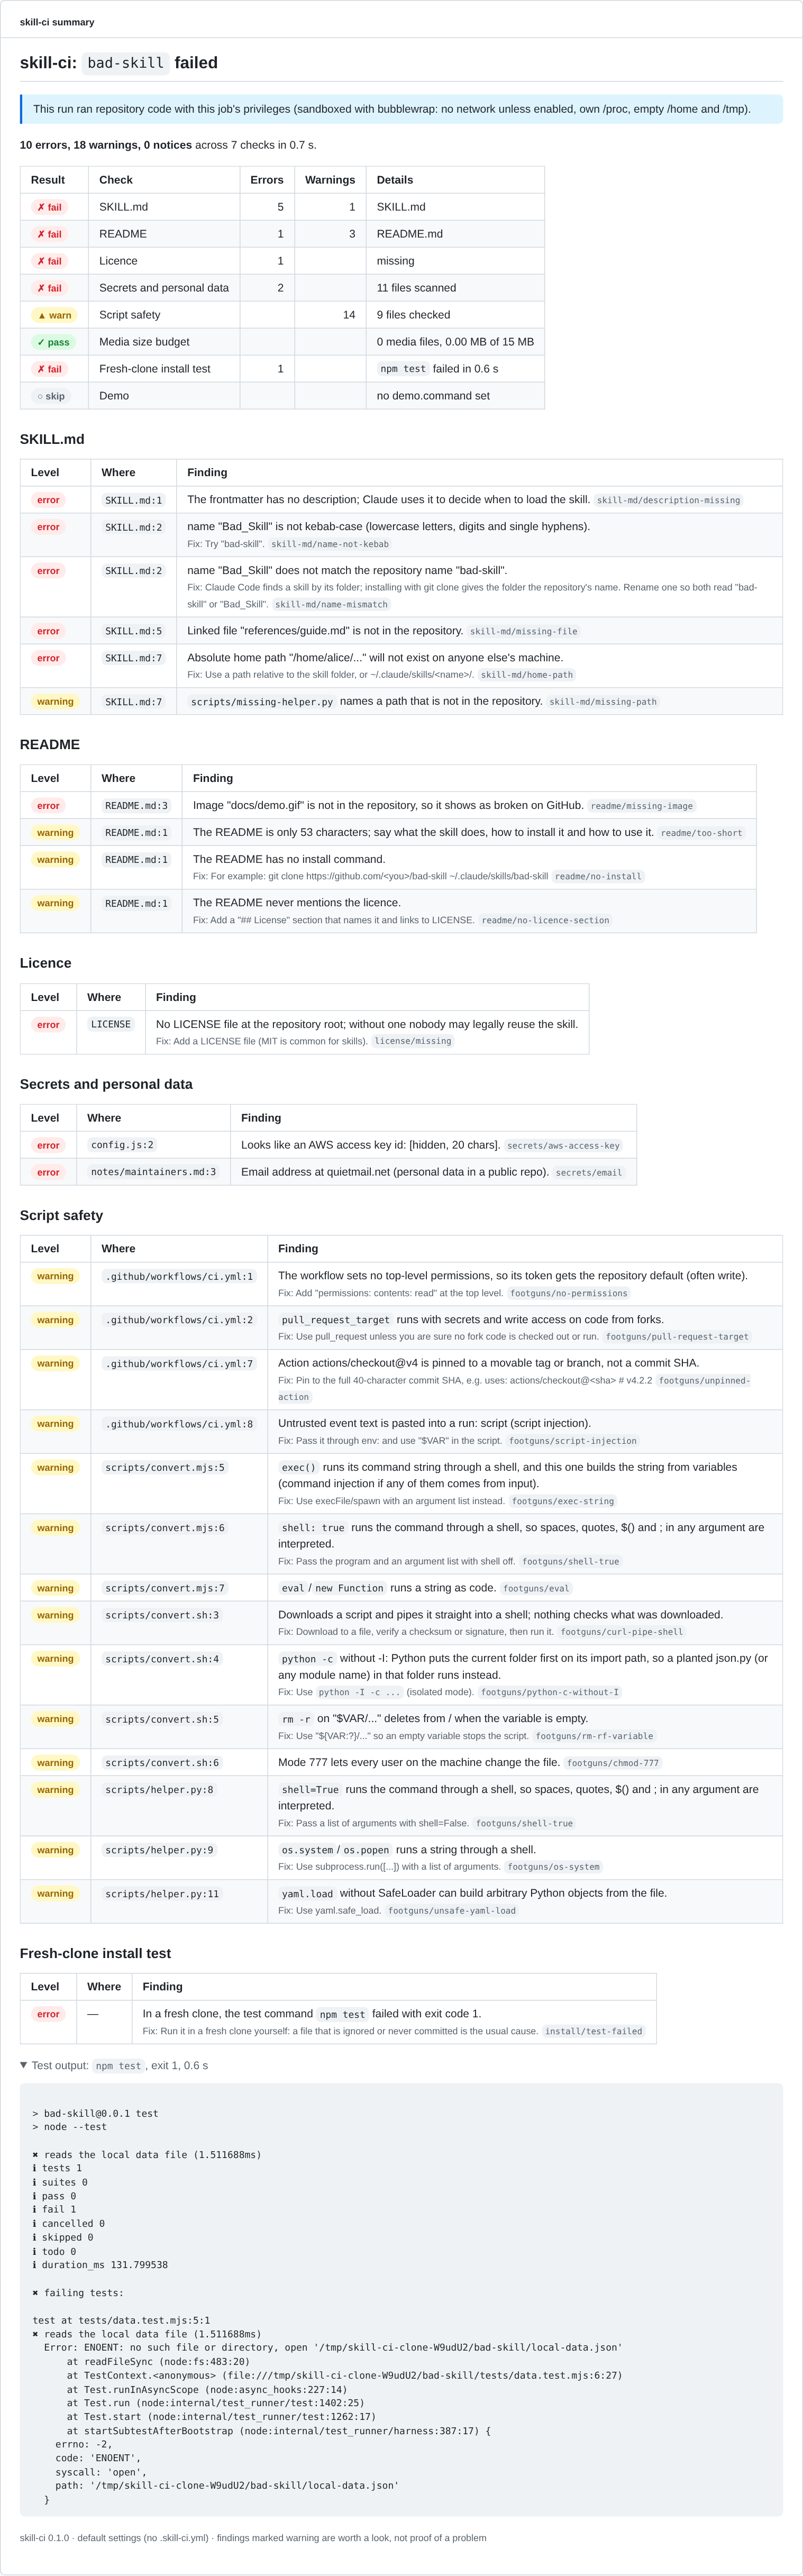 skill-ci summary
skill-ci: bad-skill failed
This run ran repository code with this job's privileges (sandboxed with bubblewrap: no network unless enabled, own /proc, empty /home and /tmp).
10 errors, 18 warnings, 0 notices across 7 checks in 0.7 s.
Result Check Errors Warnings Details
✗ fail SKILL.md 5 1 SKILL.md
✗ fail README 1 3 README.md
✗ fail Licence 1 missing
✗ fail Secrets and personal data 2 11 files scanned
▲ warn Script safety 14 9 files checked
✓ pass Media size budget 0 media files, 0.00 MB of 15 MB
✗ fail Fresh-clone install test 1 npm test failed in 0.6 s
○ skip Demo no demo.command set
SKILL.md
Level Where Finding
error SKILL.md:1 The frontmatter has no description; Claude uses it to decide when to load the skill. skill-md/description-missing
error SKILL.md:2 name "Bad_Skill" is not kebab-case (lowercase letters, digits and single hyphens).
Fix: Try "bad-skill". skill-md/name-not-kebab
error SKILL.md:2 name "Bad_Skill" does not match the repository name "bad-skill".
Fix: Claude Code finds a skill by its folder; installing with git clone gives the folder the repository's name. Rename one so both read "bad-
skill" or "Bad_Skill". skill-md/name-mismatch
error SKILL.md:5 Linked file "references/guide.md" is not in the repository. skill-md/missing-file
error SKILL.md:7 Absolute home path "/home/alice/..." will not exist on anyone else's machine.
Fix: Use a path relative to the skill folder, or ~/.claude/skills/<name>/. skill-md/home-path
warning SKILL.md:7 scripts/missing-helper.py names a path that is not in the repository. skill-md/missing-path
README
Level Where Finding
error README.md:3 Image "docs/demo.gif" is not in the repository, so it shows as broken on GitHub. readme/missing-image
warning README.md:1 The README is only 53 characters; say what the skill does, how to install it and how to use it. readme/too-short
warning README.md:1 The README has no install command.
Fix: For example: git clone https://github.com/<you>/bad-skill ~/.claude/skills/bad-skill readme/no-install
warning README.md:1 The README never mentions the licence.
Fix: Add a "## License" section that names it and links to LICENSE. readme/no-licence-section
Licence
Level Where Finding
error LICENSE No LICENSE file at the repository root; without one nobody may legally reuse the skill.
Fix: Add a LICENSE file (MIT is common for skills). license/missing
Secrets and personal data
Level Where Finding
error config.js:2 Looks like an AWS access key id: [hidden, 20 chars]. secrets/aws-access-key
error notes/maintainers.md:3 Email address at quietmail.net (personal data in a public repo). secrets/email
Script safety
Level Where Finding
warning .github/workflows/ci.yml:1 The workflow sets no top-level permissions, so its token gets the repository default (often write).
Fix: Add "permissions: contents: read" at the top level. footguns/no-permissions
warning .github/workflows/ci.yml:2 pull_request_target runs with secrets and write access on code from forks.
Fix: Use pull_request unless you are sure no fork code is checked out or run. footguns/pull-request-target
warning .github/workflows/ci.yml:7 Action actions/checkout@v4 is pinned to a movable tag or branch, not a commit SHA.
Fix: Pin to the full 40-character commit SHA, e.g. uses: actions/checkout@<sha> # v4.2.2 footguns/unpinned-
action
warning .github/workflows/ci.yml:8 Untrusted event text is pasted into a run: script (script injection).
Fix: Pass it through env: and use "$VAR" in the script. footguns/script-injection
warning scripts/convert.mjs:5 exec() runs its command string through a shell, and this one builds the string from variables
(command injection if any of them comes from input).
Fix: Use execFile/spawn with an argument list instead. footguns/exec-string
warning scripts/convert.mjs:6 shell: true runs the command through a shell, so spaces, quotes, $() and ; in any argument are
interpreted.
Fix: Pass the program and an argument list with shell off. footguns/shell-true
warning scripts/convert.mjs:7 eval / new Function runs a string as code. footguns/eval
warning scripts/convert.sh:3 Downloads a script and pipes it straight into a shell; nothing checks what was downloaded.
Fix: Download to a file, verify a checksum or signature, then run it. footguns/curl-pipe-shell
warning scripts/convert.sh:4 python -c without -I: Python puts the current folder first on its import path, so a planted json.py (or
any module name) in that folder runs instead.
Fix: Use python -I -c ... (isolated mode). footguns/python-c-without-I
warning scripts/convert.sh:5 rm -r on "$VAR/..." deletes from / when the variable is empty.
Fix: Use "${VAR:?}/..." so an empty variable stops the script. footguns/rm-rf-variable
warning scripts/convert.sh:6 Mode 777 lets every user on the machine change the file. footguns/chmod-777
warning scripts/helper.py:8 shell=True runs the command through a shell, so spaces, quotes, $() and ; in any argument are
interpreted.
Fix: Pass a list of arguments with shell=False. footguns/shell-true
warning scripts/helper.py:9 os.system / os.popen runs a string through a shell.
Fix: Use subprocess.run([...]) with a list of arguments. footguns/os-system
warning scripts/helper.py:11 yaml.load without SafeLoader can build arbitrary Python objects from the file.
Fix: Use yaml.safe_load. footguns/unsafe-yaml-load
Fresh-clone install test
Level Where Finding
error — In a fresh clone, the test command npm test failed with exit code 1.
Fix: Run it in a fresh clone yourself: a file that is ignored or never committed is the usual cause. install/test-failed
▼ Test output: npm test, exit 1, 0.6 s
> bad-skill@0.0.1 test
> node --test
✖ reads the local data file (1.511688ms)
ℹ tests 1
ℹ suites 0
ℹ pass 0
ℹ fail 1
ℹ cancelled 0
ℹ skipped 0
ℹ todo 0
ℹ duration_ms 131.799538
✖ failing tests:
test at tests/data.test.mjs:5:1
✖ reads the local data file (1.511688ms)
Error: ENOENT: no such file or directory, open '/tmp/skill-ci-clone-W9udU2/bad-skill/local-data.json'
at readFileSync (node:fs:483:20)
at TestContext.<anonymous> (file:///tmp/skill-ci-clone-W9udU2/bad-skill/tests/data.test.mjs:6:27)
at Test.runInAsyncScope (node:async_hooks:227:14)
at Test.run (node:internal/test_runner/test:1402:25)
at Test.start (node:internal/test_runner/test:1262:17)
at startSubtestAfterBootstrap (node:internal/test_runner/harness:387:17) {
errno: -2,
code: 'ENOENT',
syscall: 'open',
path: '/tmp/skill-ci-clone-W9udU2/bad-skill/local-data.json'
}
skill-ci 0.1.0 · default settings (no .skill-ci.yml) · findings marked warning are worth a look, not proof of a problem